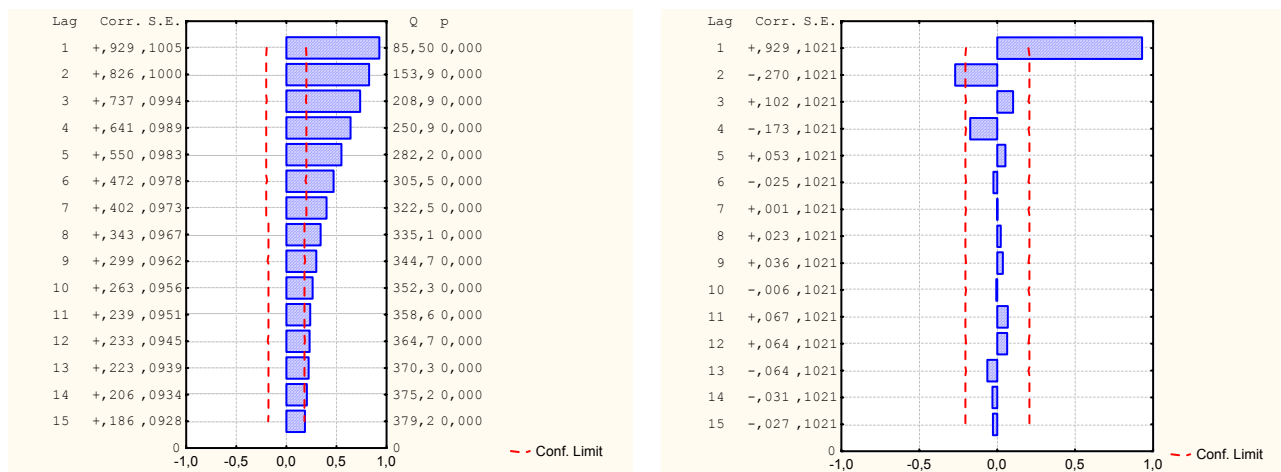 Lag Corr. S.E. Q p
1 +,929 ,1005 85,50 0,000
2 +,826 ,1000 153,9 0,000
3 +,737 ,0994 208,9 0,000
4 +,641 ,0989 250,9 0,000
5 +,550 ,0983 282,2 0,000
6 +,472 ,0978 305,5 0,000
7 +,402 ,0973 322,5 0,000
8 +,343 ,0967 335,1 0,000
9 +,299 ,0962 344,7 0,000
10 +,263 ,0956 352,3 0,000
11 +,239 ,0951 358,6 0,000
12 +,233 ,0945 364,7 0,000
13 +,223 ,0939 370,3 0,000
14 +,206 ,0934 375,2 0,000
15 +,186 ,0928 379,2 0,000
0 0
-1,0 -0,5 0,0 0,5 1,0
Conf. Limit
Lag Corr. S.E.
1 +,929 ,1021
2 -,270 ,1021
3 +,102 ,1021
4 -,173 ,1021
5 +,053 ,1021
6 -,025 ,1021
7 +,001 ,1021
8 +,023 ,1021
9 +,036 ,1021
10 -,006 ,1021
11 +,067 ,1021
12 +,064 ,1021
13 -,064 ,1021
14 -,031 ,1021
15 -,027 ,1021
0
-1,0 -0,5 0,0 0,5 1,0
Conf. Limit